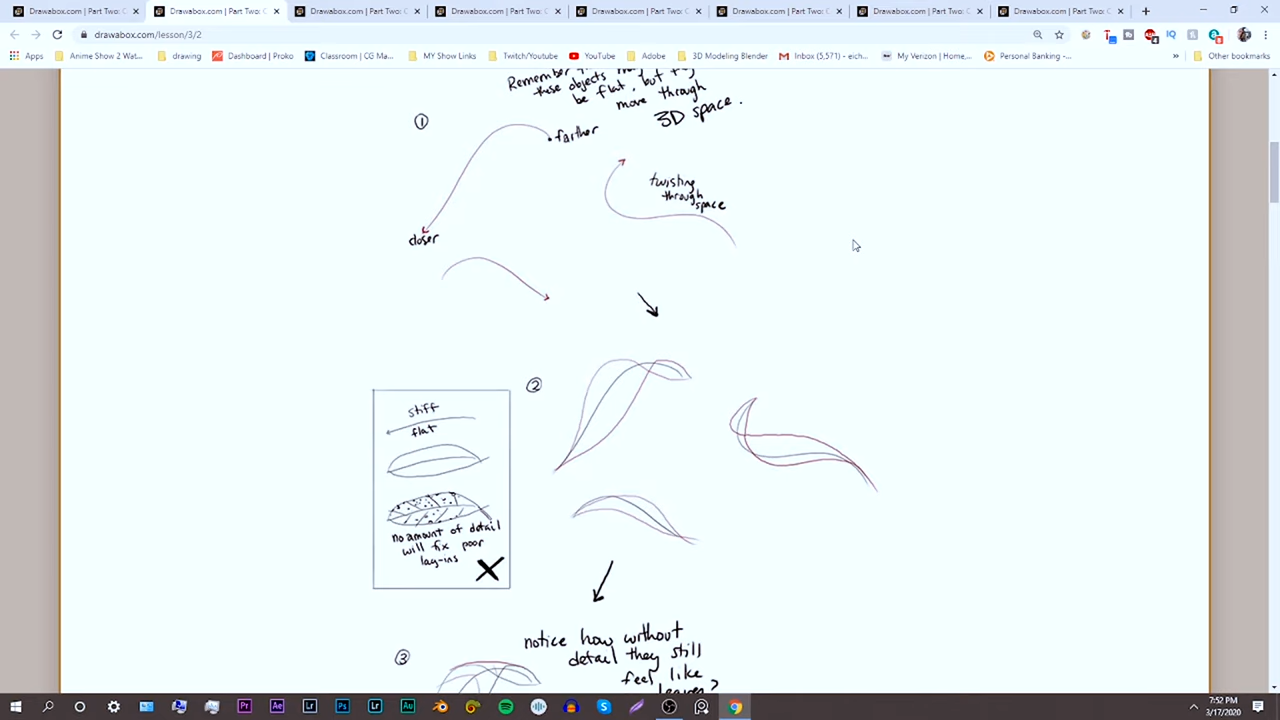 Drawabox.com | Part Two: C
Drawabox.com | Part Two: C
Drawabox.com | Part Two: C
Drawabox.com | Part Two: C
Drawabox.com | Part Two: C
Drawabox.com | Part Two: C
Drawabox.com | Part Two: C
Drawabox.com | Part Two: C
drawabox.com/lesson/3/2
Apps
Anime Show 2 Wat...
drawing
Dashboard | Proko
Classroom | CG Ma...
MY Show Links
Twitter\Youtube
YouTube
Adobe
3D Modeling Blender
Inbox (5,571) - eich...
My Verizon | Home,...
Personal Banking-...
Other bookmarks
Remember
these objects
be flat, but they
move through
3D space.
1
farther
closer
twisting
through
space
2
stiff
flat
no amount of detail
will fix poor
lay-ins
notice how without
detail they still
feel like
leaves?
3
7:52 PM
3/17/2020